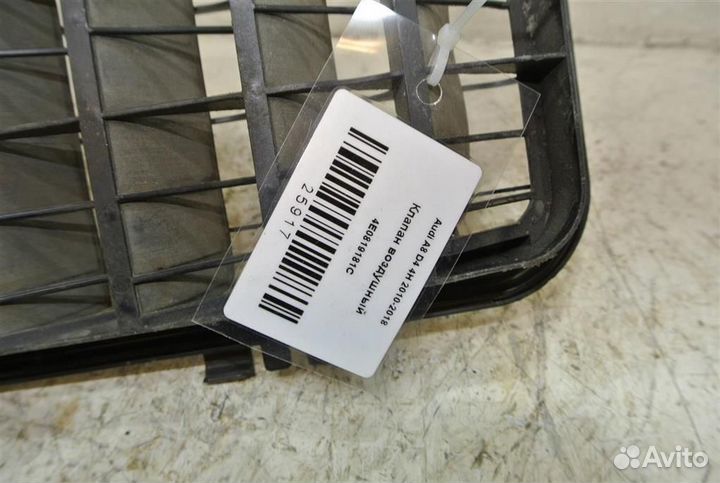 Audi A8 D4 4H 2010-2018
Клапан воздушный
4E0819181C
25917
Avito